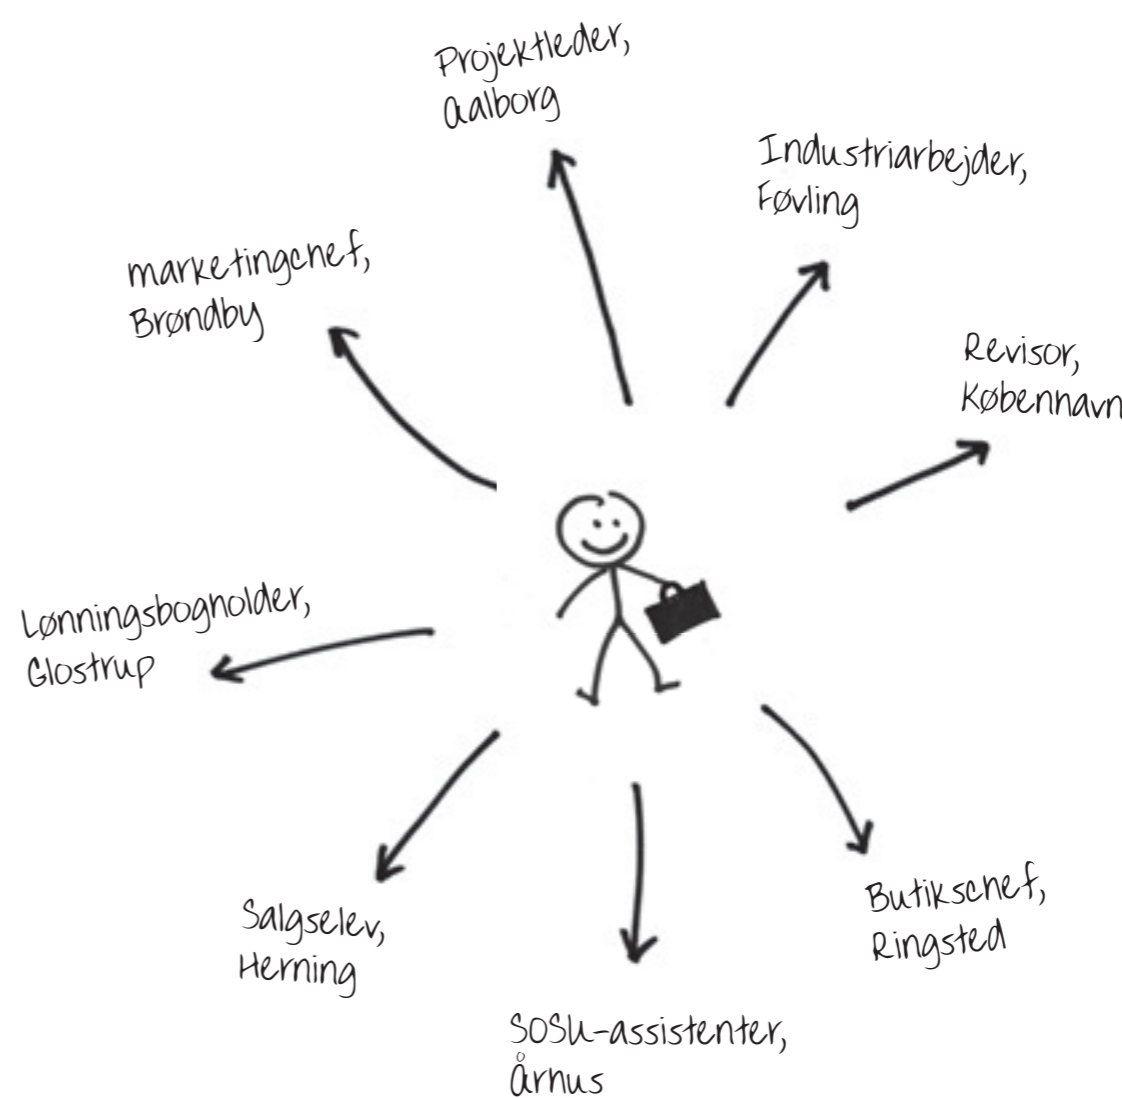 Projektleder,
Aalborg
Industriarbejder,
Føvling
marketingchef,
Brøndby
Revisor,
København
Lønningsbogholder,
Glostrup
Butikschef,
Ringsted
Salgselev,
Herning
SOSU-assistenter,
Århus